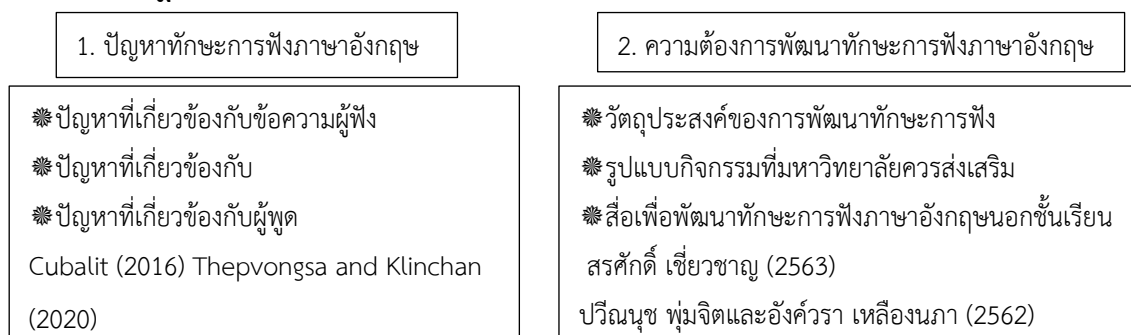 1. ปัญหาทักษะการฟังภาษาอังกฤษ
❋ปัญหาที่เกี่ยวข้องกับข้อความผู้ฟัง
❋ปัญหาที่เกี่ยวข้องกับ
❋ปัญหาที่เกี่ยวข้องกับผู้พูด
Cubalit (2016) Thepvongsa and Klinchan
(2020)
2. ความต้องการพัฒนาทักษะการฟังภาษาอังกฤษ
❋วัตถุประสงค์ของการพัฒนาทักษะการฟัง
❋รูปแบบกิจกรรมที่มหาวิทยาลัยควรส่งเสริม
❋สื่อเพื่อพัฒนาทักษะการฟังภาษาอังกฤษนอกชั้นเรียน
สรศักดิ์ เชี่ยวชาญ (2563)
ปวีณนุช พุ่มจิตและอังค์วรา เหลืองนภา (2562)